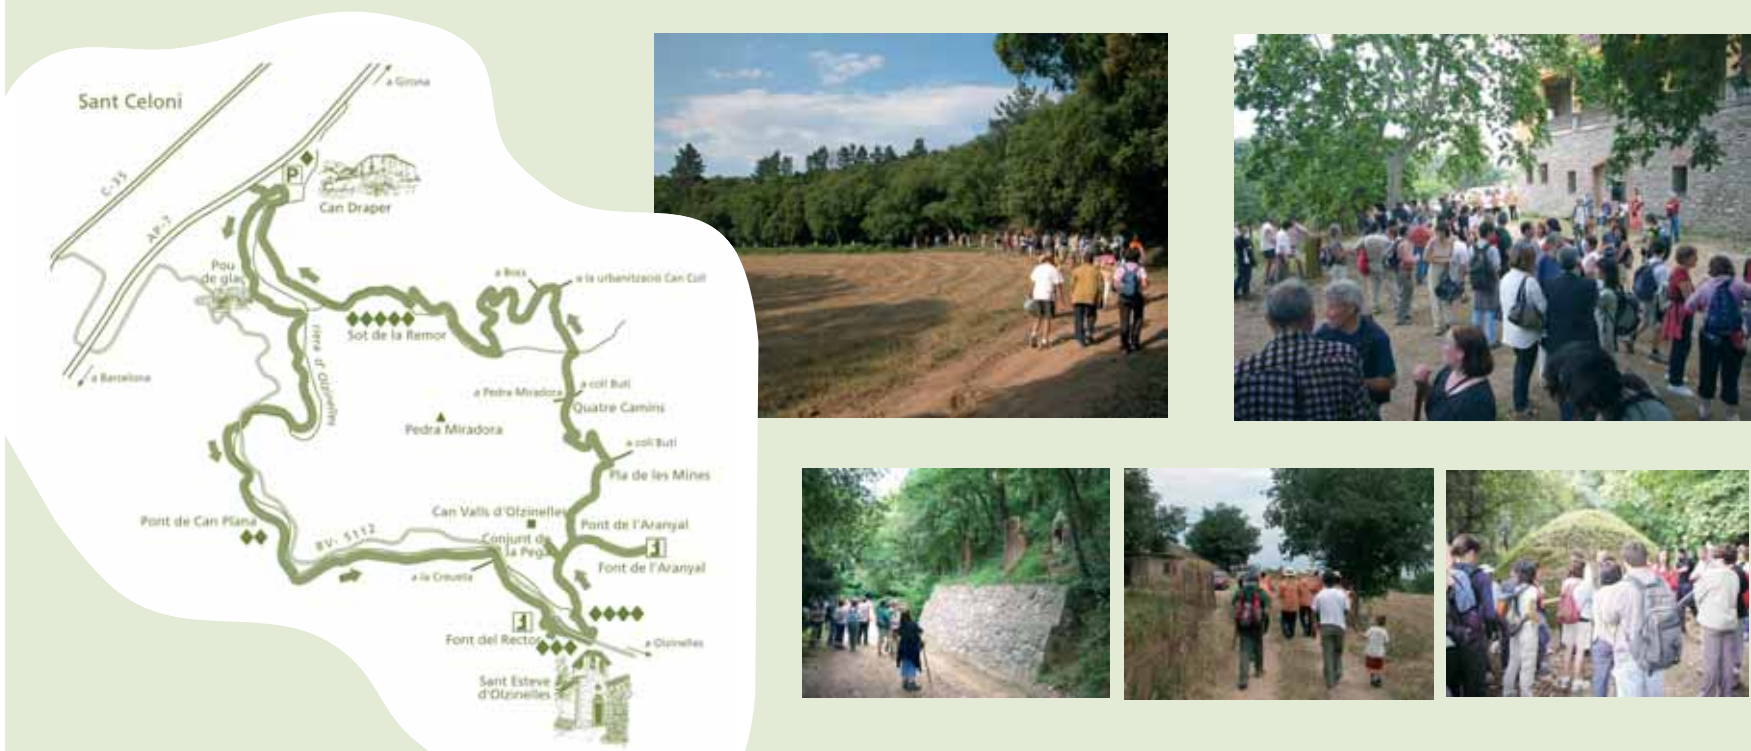 a Girona
Sant Celoni
C-35
P
Can Draper
AP-7
Pou
de glaç
a Bocs
a la urbanització Can Coll
Sot de la Remor
riera d'Olzinelles
a Barcelona
a Pedra Miradora
a coll Butí
Quatre Camins
Pedra Miradora
a coll Butí
Pla de les Mines
Can Valls d'Olzinelles
Pont de Can Plana
BV- 5112
Pont de l'Aranyal
Conjunt de
la Pega
Font de l'Aranyal
a la Creueta
Font del Rector
a Olzinelles
Sant Esteve
d'Olzinelles